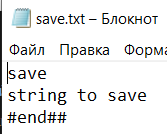 save.txt – Блокнот
Файл Правка Форма
save
string to save
#end##